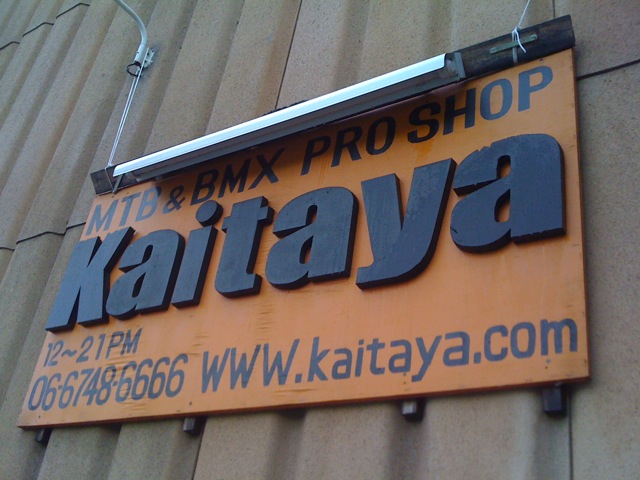 MTB & BMX PRO SHOP
Kaitaya
12~21PM
06-6748-6666 WWW.kaitaya.com